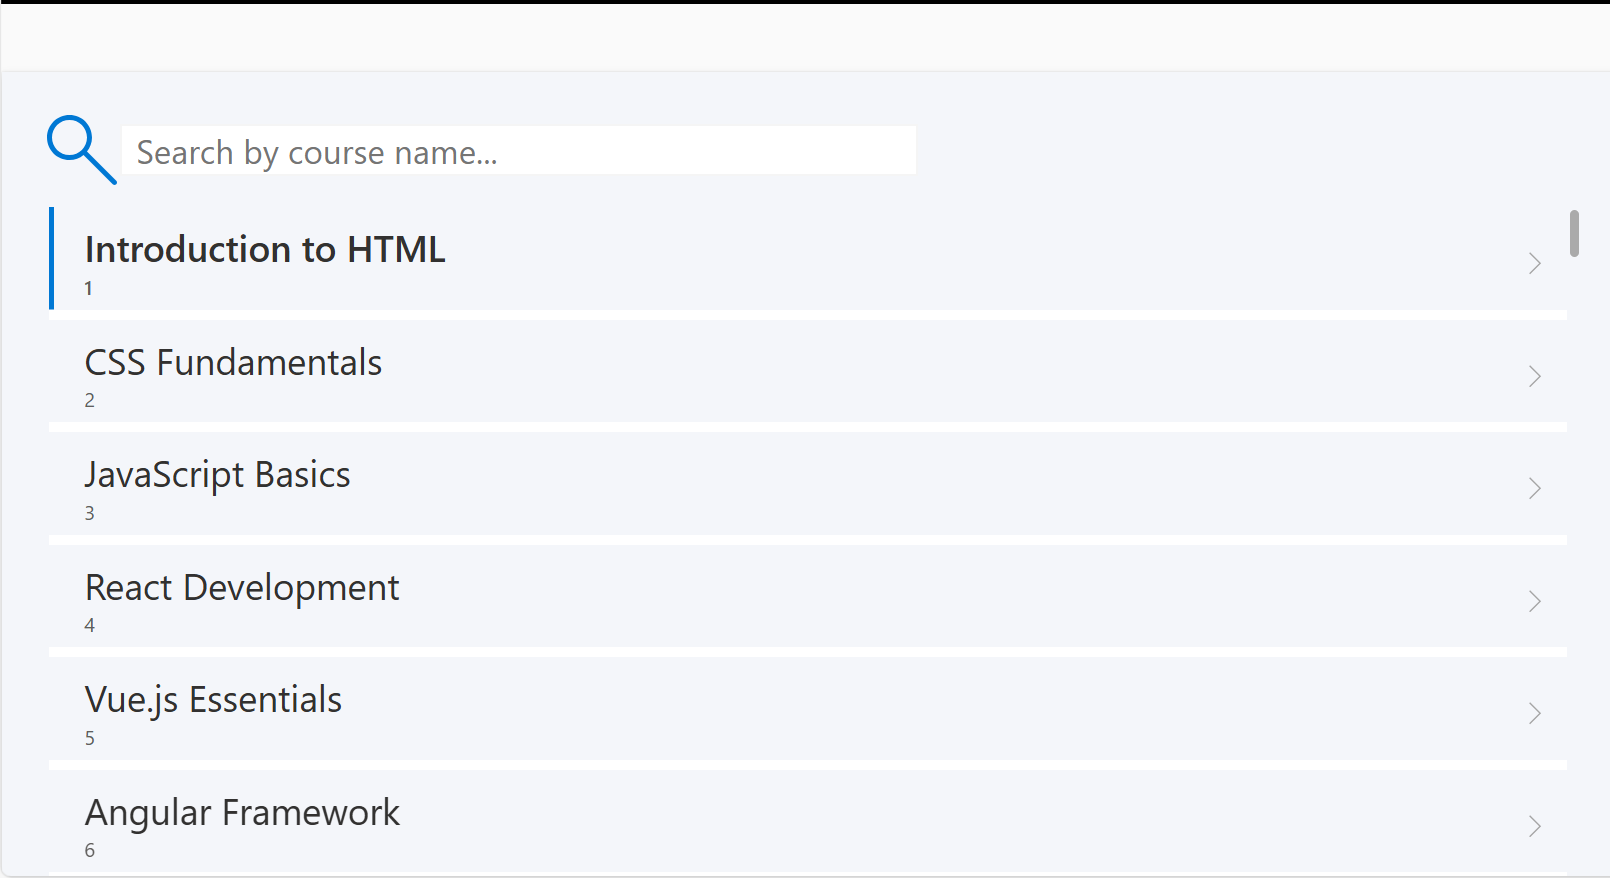 Search by course name...
Introduction to HTML
1
CSS Fundamentals
2
JavaScript Basics
3
React Development
4
Vue.js Essentials
5
Angular Framework
6